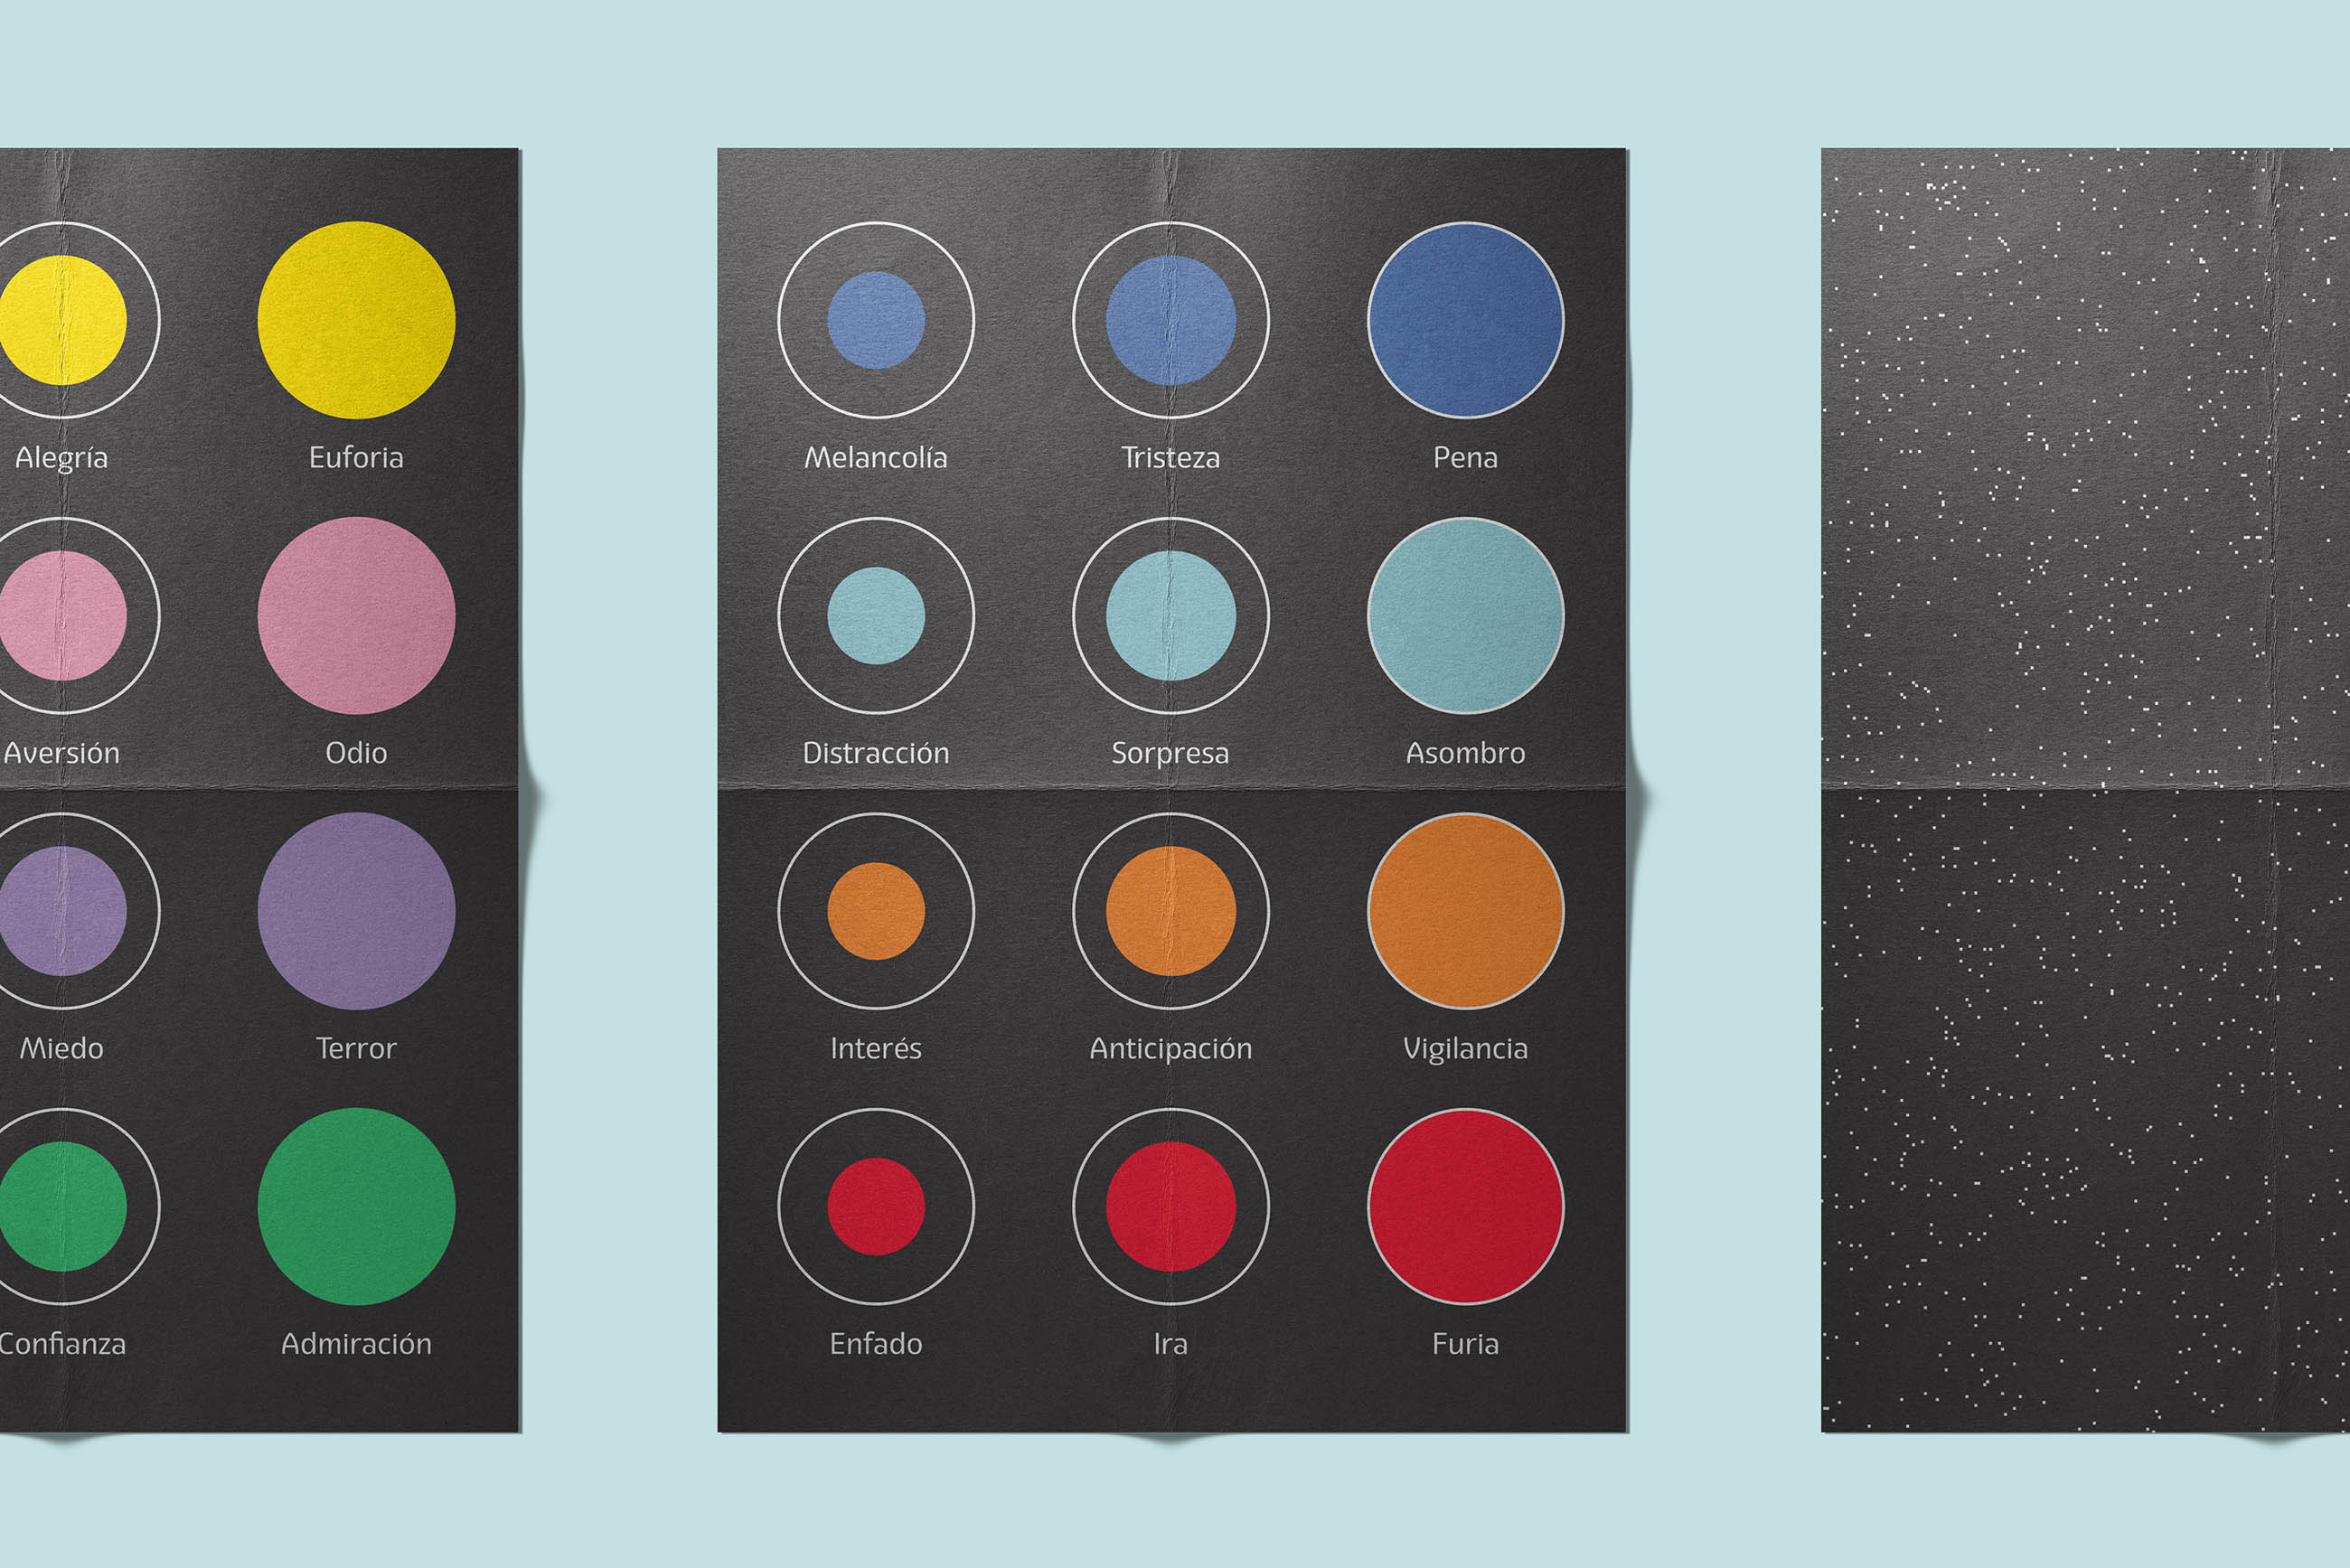 Alegría Euforia
Aversión Odio
Miedo Terror
Confianza Admiración
Melancolía Tristeza Pena
Distracción Sorpresa Asombro
Interés Anticipación Vigilancia
Enfado Ira Furia